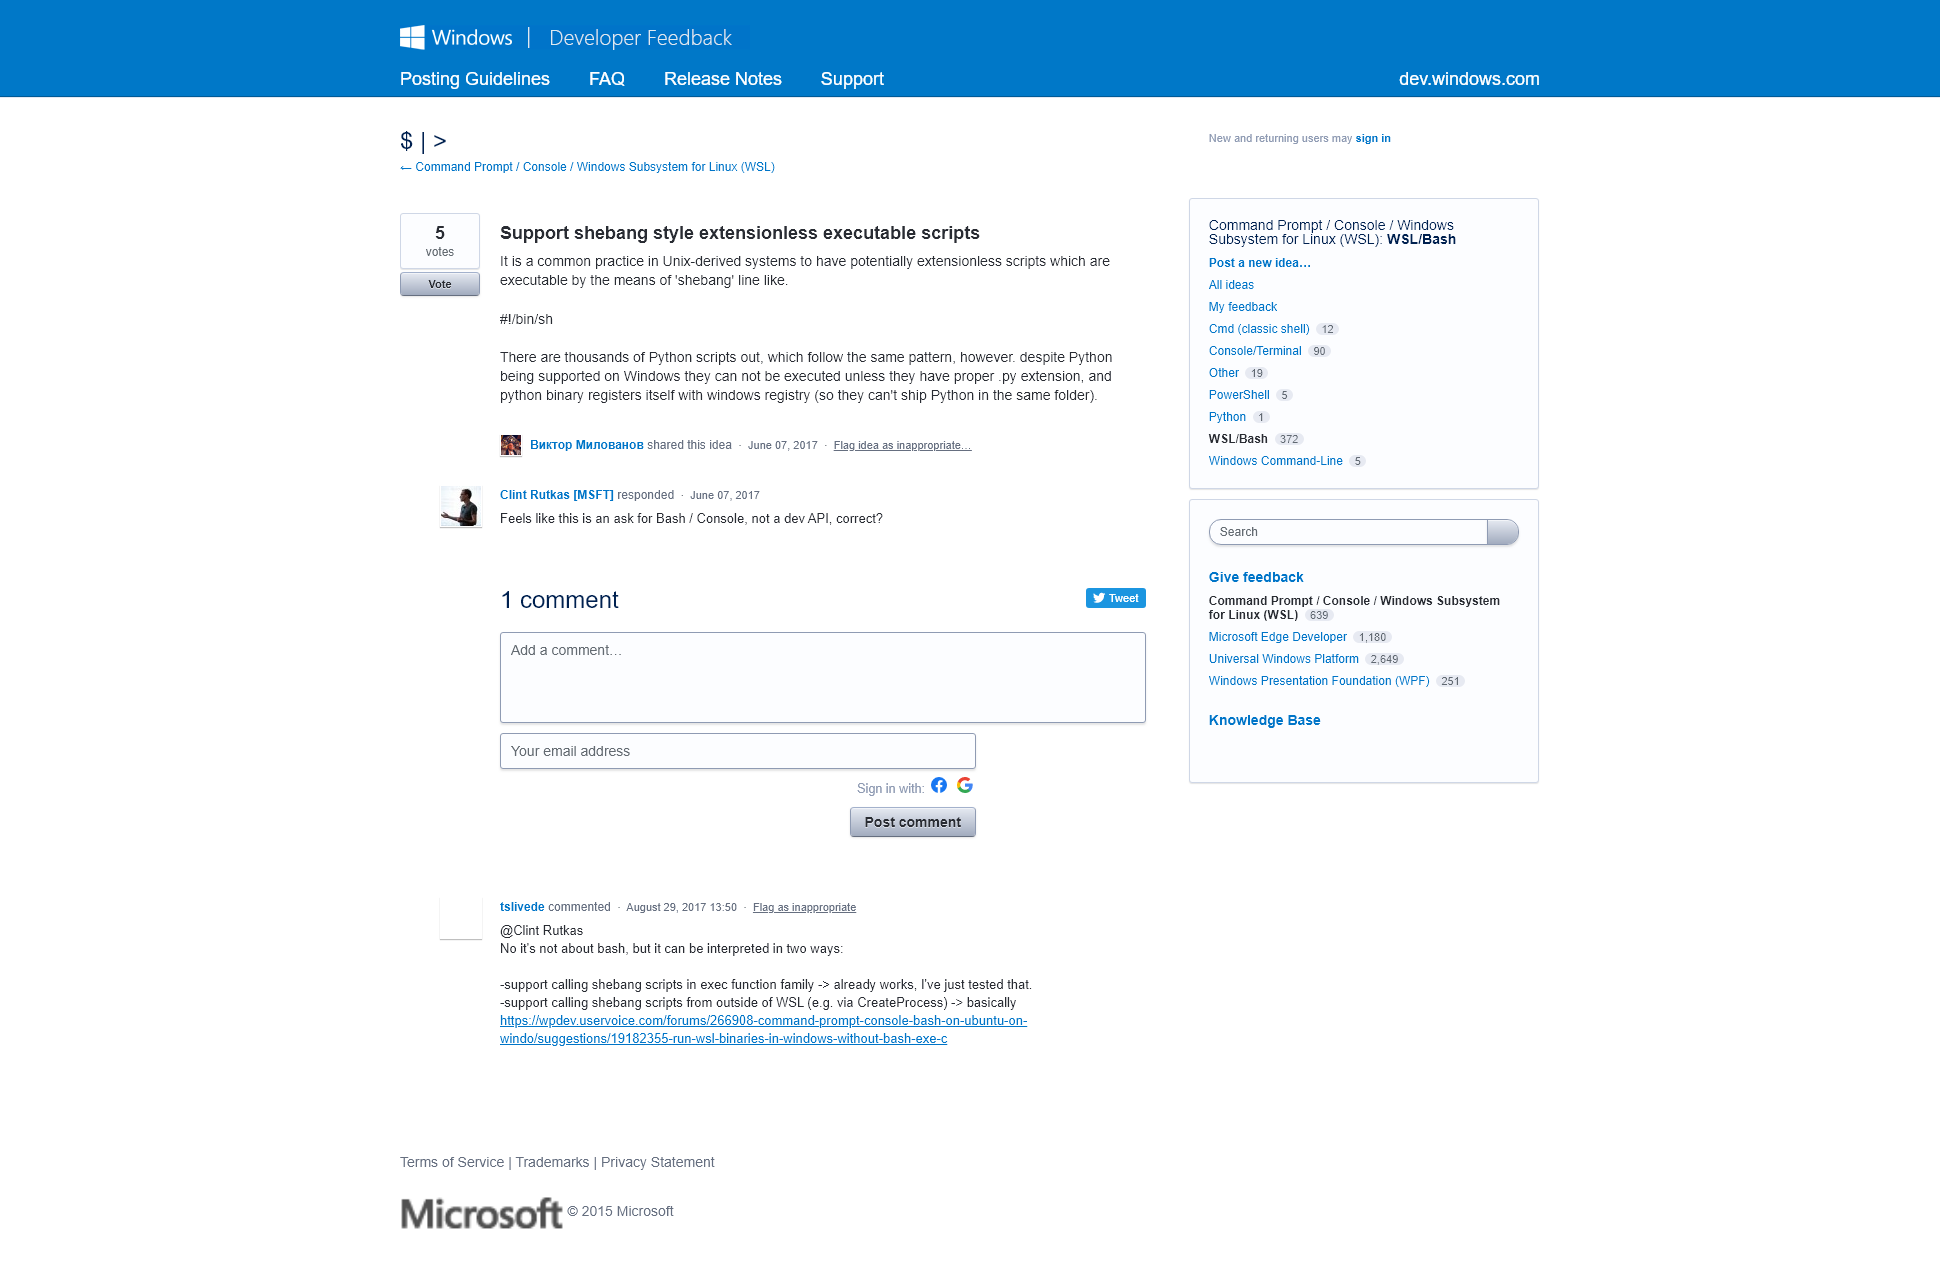 Windows | Developer Feedback
Posting Guidelines FAQ Release Notes Support dev.windows.com
$ | >
← Command Prompt / Console / Windows Subsystem for Linux (WSL)
5
votes
Vote
Support shebang style extensionless executable scripts
It is a common practice in Unix-derived systems to have potentially extensionless scripts which are
executable by the means of 'shebang' line like.
#!/bin/sh
There are thousands of Python scripts out, which follow the same pattern, however. despite Python
being supported on Windows they can not be executed unless they have proper .py extension, and
python binary registers itself with windows registry (so they can't ship Python in the same folder).
Виктор Милованов shared this idea · June 07, 2017 · Flag idea as inappropriate…
Clint Rutkas [MSFT] responded · June 07, 2017
Feels like this is an ask for Bash / Console, not a dev API, correct?
1 comment
Tweet
Add a comment…
Your email address
Sign in with:
Post comment
tslivede commented · August 29, 2017 13:50 · Flag as inappropriate
@Clint Rutkas
No it's not about bash, but it can be interpreted in two ways:
-support calling shebang scripts in exec function family -> already works, I've just tested that.
-support calling shebang scripts from outside of WSL (e.g. via CreateProcess) -> basically
https://wpdev.uservoice.com/forums/266908-command-prompt-console-bash-on-ubuntu-on-
windo/suggestions/19182355-run-wsl-binaries-in-windows-without-bash-exe-c
New and returning users may sign in
Command Prompt / Console / Windows
Subsystem for Linux (WSL): WSL/Bash
Post a new idea…
All ideas
My feedback
Cmd (classic shell) 12
Console/Terminal 90
Other 19
PowerShell 5
Python 1
WSL/Bash 372
Windows Command-Line 5
Search
Give feedback
Command Prompt / Console / Windows Subsystem
for Linux (WSL) 639
Microsoft Edge Developer 1,180
Universal Windows Platform 2,649
Windows Presentation Foundation (WPF) 251
Knowledge Base
Terms of Service | Trademarks | Privacy Statement
Microsoft © 2015 Microsoft